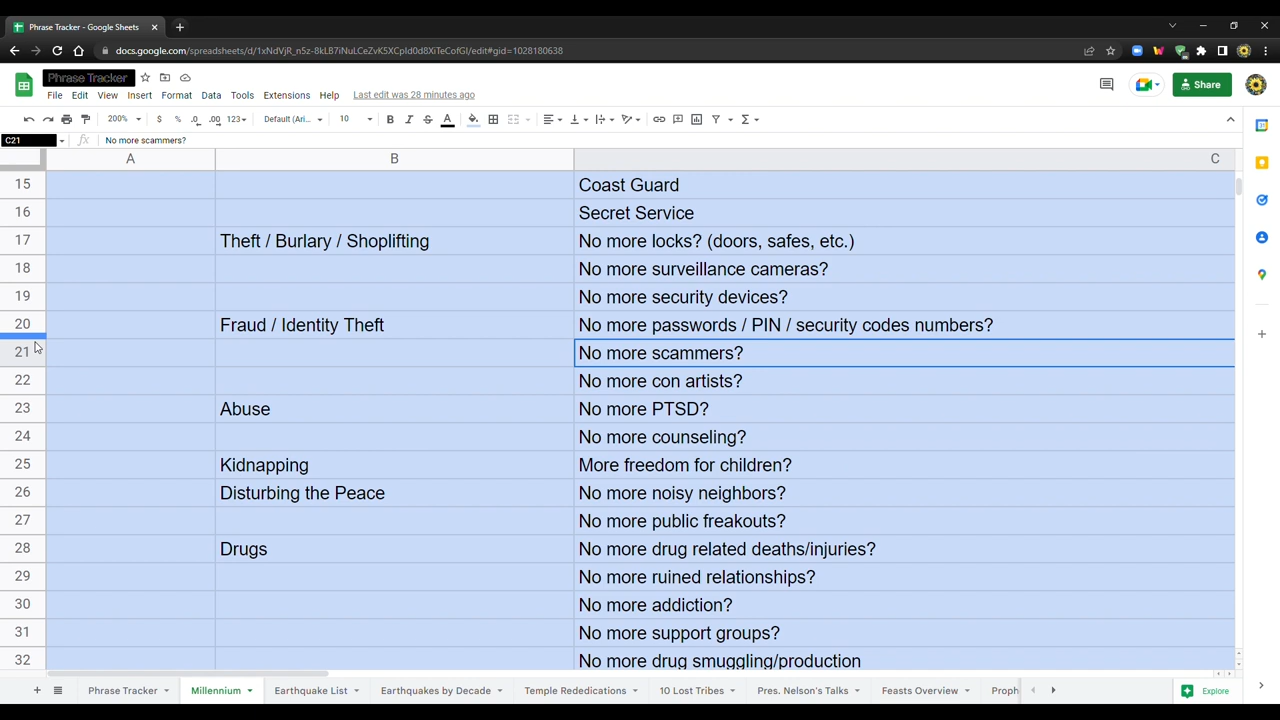 Phrase Tracker - Google Sheets
docs.google.com/spreadsheets/d/1xNdVjR_n5z-8kLB7iNuLCeZvK5XCpId0d8XiTeCofGI/edit#gid=1028180638
Phrase Tracker
File Edit View Insert Format Data Tools Extensions Help Last edit was 28 minutes ago
Share
200% $ % .0 .00 123 Default (Ari... 10 B I S A
C21 fx No more scammers?
A B C
15 Coast Guard
16 Secret Service
17 Theft / Burlary / Shoplifting No more locks? (doors, safes, etc.)
18 No more surveillance cameras?
19 No more security devices?
20 Fraud / Identity Theft No more passwords / PIN / security codes numbers?
21 No more scammers?
22 No more con artists?
23 Abuse No more PTSD?
24 No more counseling?
25 Kidnapping More freedom for children?
26 Disturbing the Peace No more noisy neighbors?
27 No more public freakouts?
28 Drugs No more drug related deaths/injuries?
29 No more ruined relationships?
30 No more addiction?
31 No more support groups?
32 No more drug smuggling/production
Phrase Tracker Millennium Earthquake List Earthquakes by Decade Temple Rededications 10 Lost Tribes Pres. Nelson's Talks Feasts Overview Proph Explore